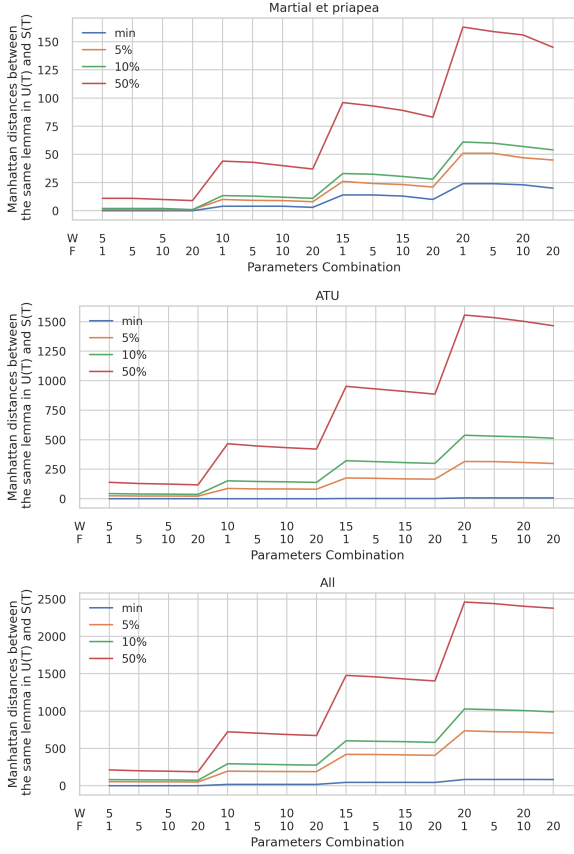 Martial et priapea
Manhattan distances between
the same lemma in U(T) and S(T)
150
125
100
75
50
25
0
min
5%
10%
50%
W 5 5 10 10 15 15 20 20
F 1 5 10 20 1 5 10 20 1 5 10 20 1 5 10 20
Parameters Combination
ATU
Manhattan distances between
the same lemma in U(T) and S(T)
1500
1250
1000
750
500
250
0
min
5%
10%
50%
W 5 5 10 10 15 15 20 20
F 1 5 10 20 1 5 10 20 1 5 10 20 1 5 10 20
Parameters Combination
All
Manhattan distances between
the same lemma in U(T) and S(T)
2500
2000
1500
1000
500
0
min
5%
10%
50%
W 5 5 10 10 15 15 20 20
F 1 5 10 20 1 5 10 20 1 5 10 20 1 5 10 20
Parameters Combination